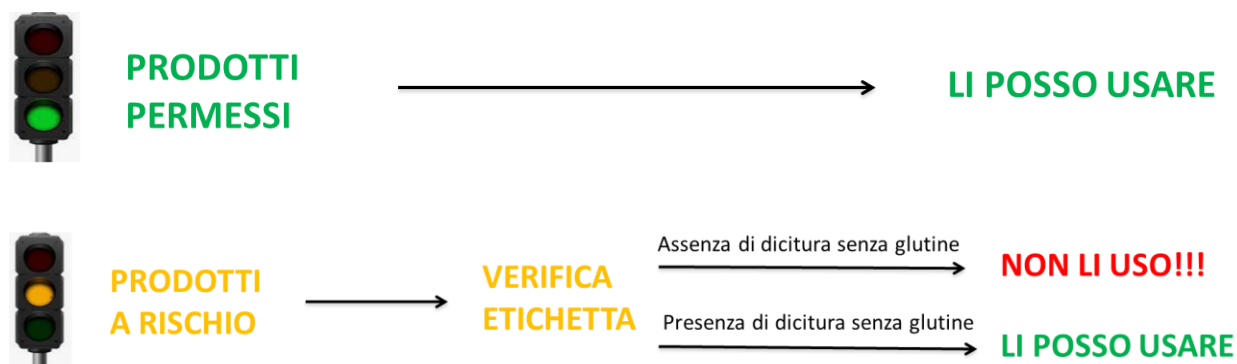 PRODOTTI
PERMESSI
LI POSSO USARE
PRODOTTI
A RISCHIO
VERIFICA
ETICHETTA
Assenza di dicitura senza glutine
NON LI USO!!!
Presenza di dicitura senza glutine
LI POSSO USARE